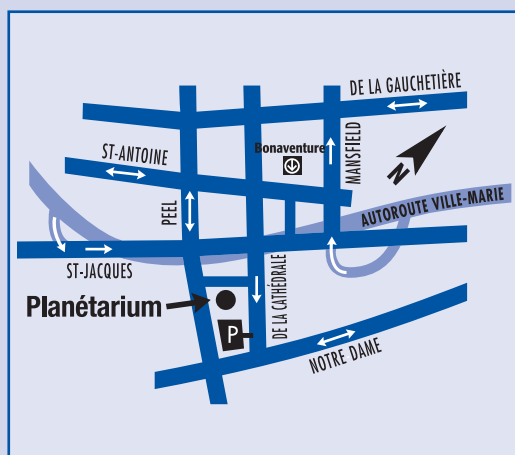 DE LA GAUCHETIÈRE
ST-ANTOINE
Bonaventure
MANSFIELD
N
PEEL
AUTOROUTE VILLE-MARIE
ST-JACQUES
Planétarium
DE LA CATHÉDRALE
P
NOTRE DAME